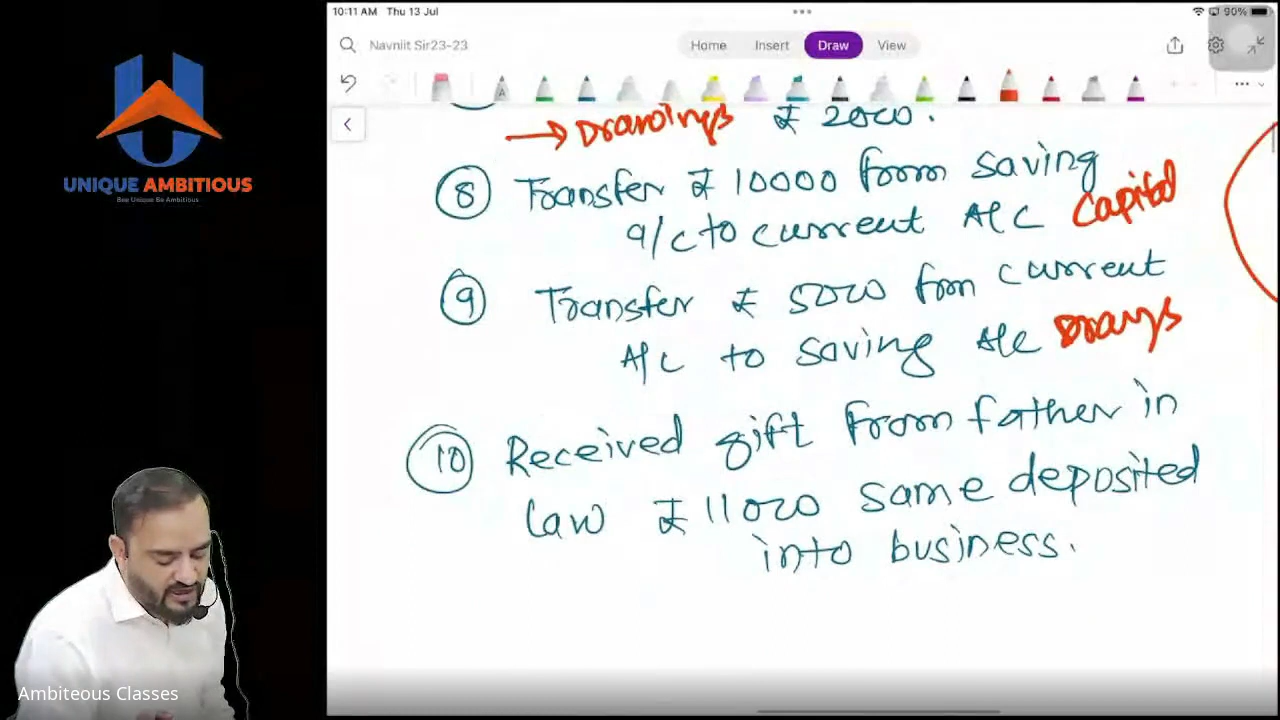 10:11 AM Thu 13 Jul
90%
Navniit Sir23-23
Home Insert Draw View
UNIQUE AMBITIOUS
Bee Unique Be Ambitious
→ Drawings ₹ 2000.
8 Transfer ₹ 10000 from saving
a/c to current A/C Capital
9 Transfer ₹ 5000 from current
A/C to saving A/C
10 Received gift from father in
law ₹ 11000 same deposited
into business.
Ambiteous Classes